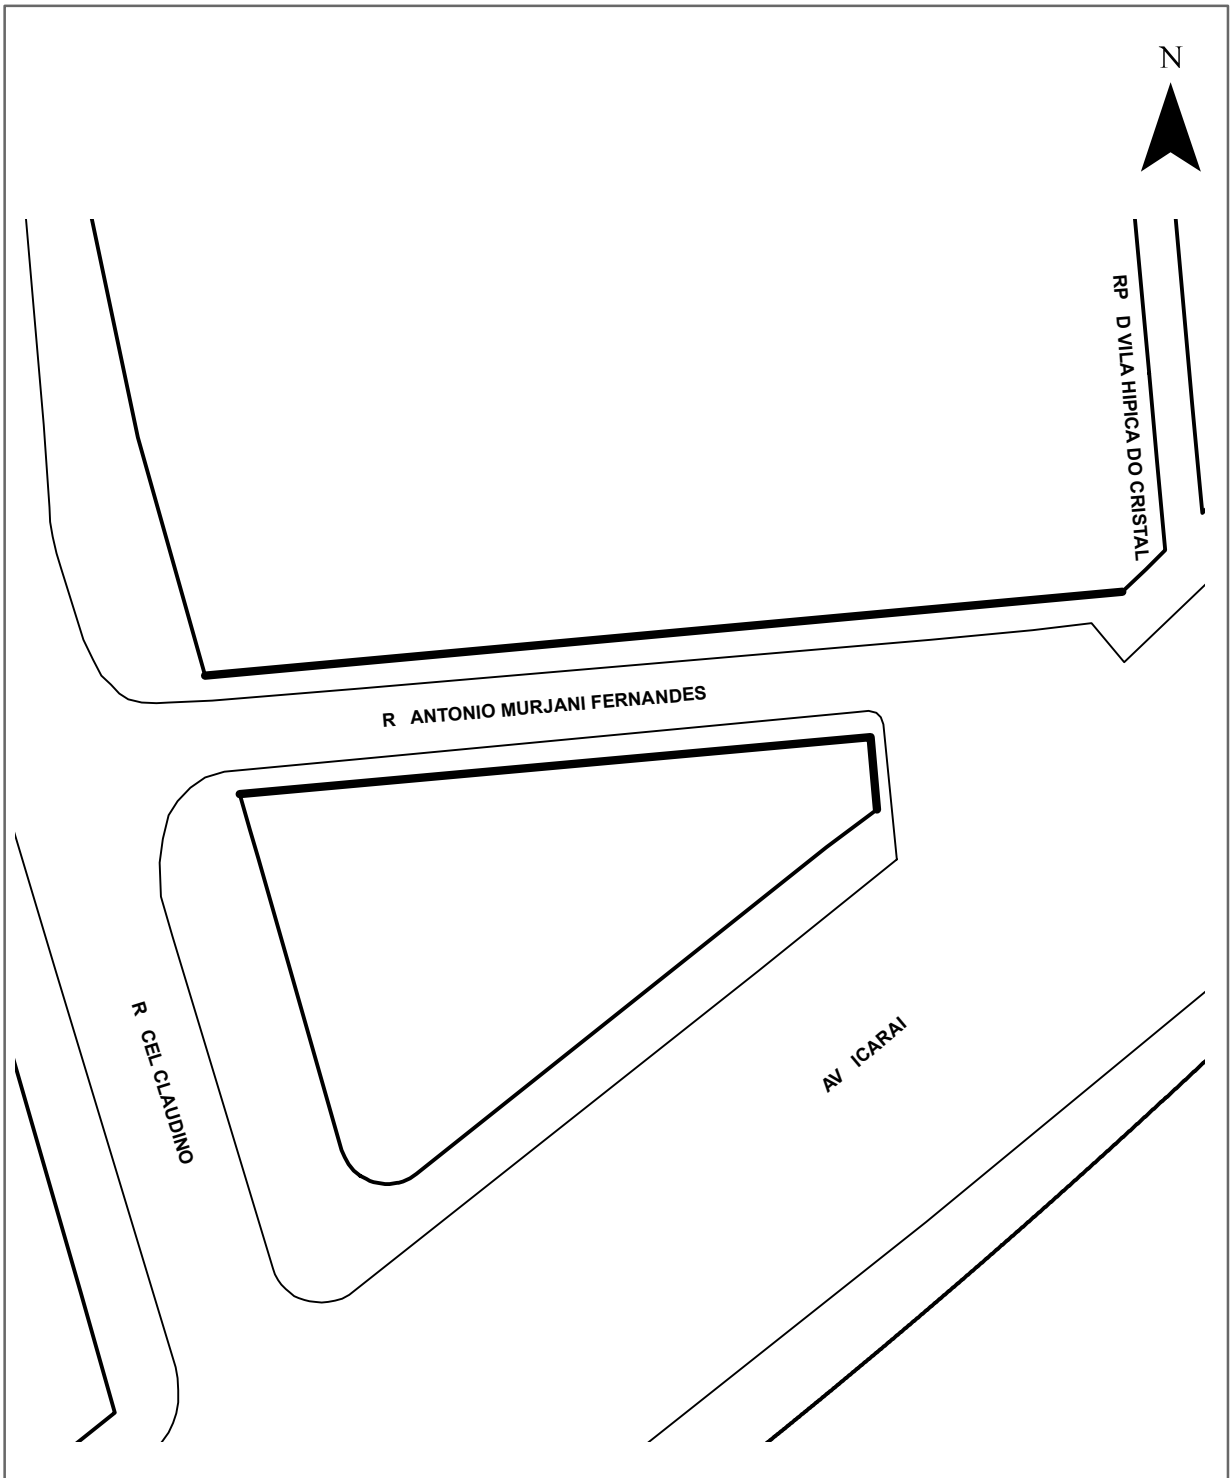 N
RP D VILA HIPICA DO CRISTAL
R ANTONIO MURJANI FERNANDES
R CEL CLAUDINO
AV ICARAI